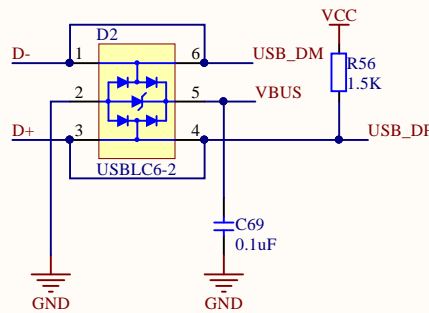 D2
VCC
D-
1
6
USB_DM
R56
1.5K
2
5
VBUS
D+
3
4
USBLC6-2
C69
0.1uF
GND
GND